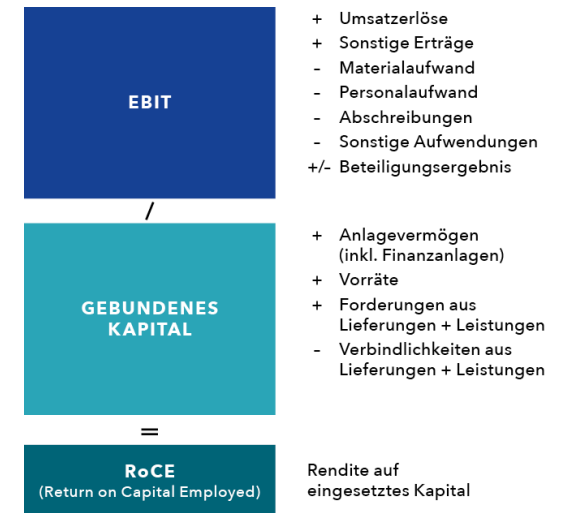 EBIT
+ Umsatzerlöse
+ Sonstige Erträge
– Materialaufwand
– Personalaufwand
– Abschreibungen
– Sonstige Aufwendungen
+/– Beteiligungsergebnis
/
GEBUNDENES
KAPITAL
+ Anlagevermögen
(inkl. Finanzanlagen)
+ Vorräte
+ Forderungen aus
Lieferungen + Leistungen
– Verbindlichkeiten aus
Lieferungen + Leistungen
=
RoCE
(Return on Capital Employed)
Rendite auf
eingesetztes Kapital